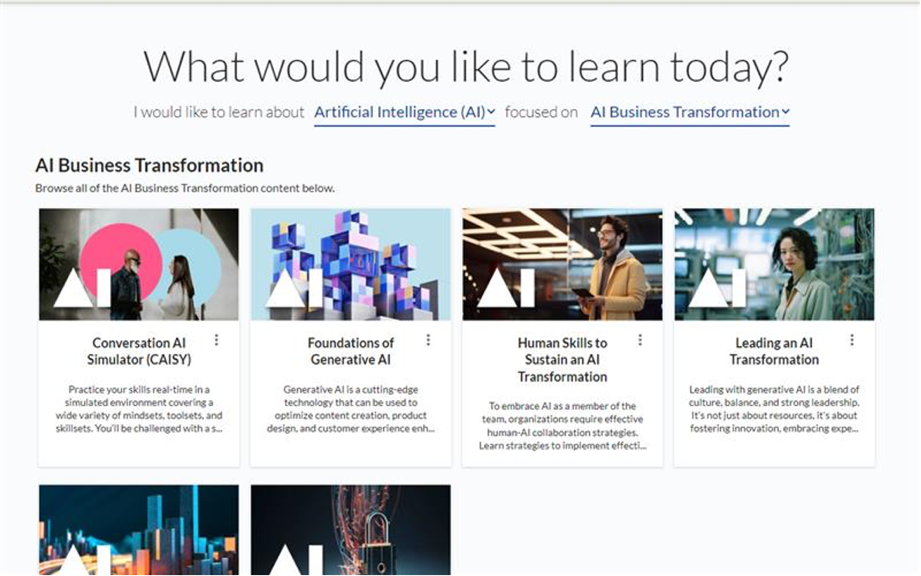 What would you like to learn today?
I would like to learn about Artificial Intelligence (AI) focused on AI Business Transformation
AI Business Transformation
Browse all of the AI Business Transformation content below.
AI
AI
AI
AI
AI
Conversation AI
Simulator (CAISY)
Practice your skills real-time in a
simulated environment covering a
wide variety of mindsets, toolsets, and
skillsets. You'll be challenged with a s...
Foundations of
Generative AI
Generative AI is a cutting-edge
technology that can be used to
optimize content creation, product
design, and customer experience enh...
Human Skills to
Sustain an AI
Transformation
To embrace AI as a member of the
team, organizations require effective
human-AI collaboration strategies.
Learn strategies to implement effecti...
Leading an AI
Transformation
Leading with generative AI is a blend of
culture, balance, and strong leadership.
It's not just about resources, it's about
fostering innovation, embracing expe...
AI
AI